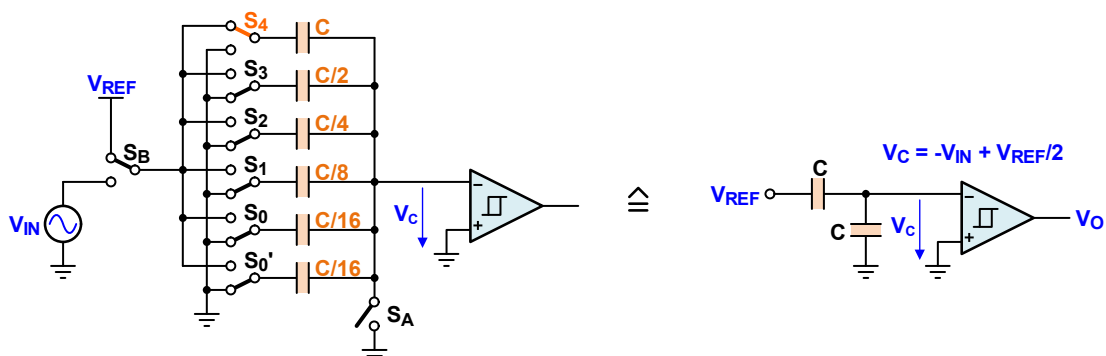 S4
C
S3
C/2
VREF
S2
C/4
SB
S1
C/8
VIN
S0
C/16
S0'
C/16
SA
VC
−
+
≙
VC = -VIN + VREF/2
VREF
C
C
VC
−
+
VO